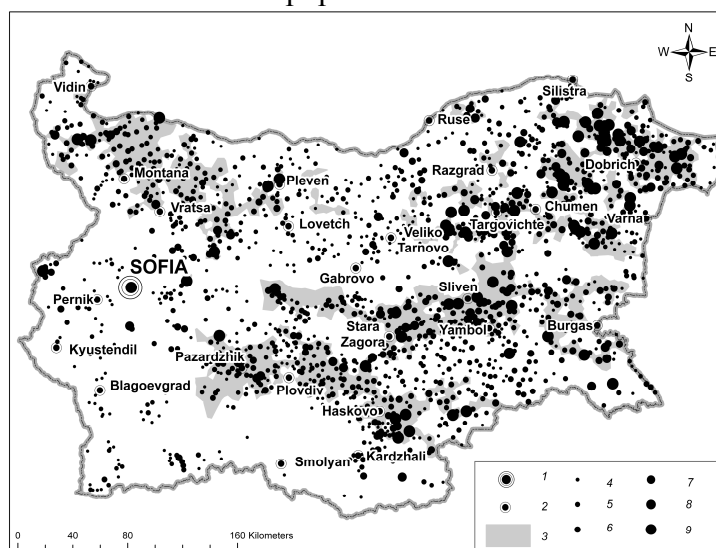 N
W E
S
Vidin
Silistra
Ruse
Montana
Pleven
Razgrad
Dobrich
Vratsa
Lovetch
Veliko
Tarnovo
Targovichte
Chumen
Varna
SOFIA
Gabrovo
Sliven
Pernik
Stara
Zagora
Yambol
Burgas
Kyustendil
Pazardzhik
Blagoevgrad
Plovdiv
Haskovo
Smolyan
Kardzhali
1 4 7
2 5 8
3 6 9
0 80 160 Kilometers